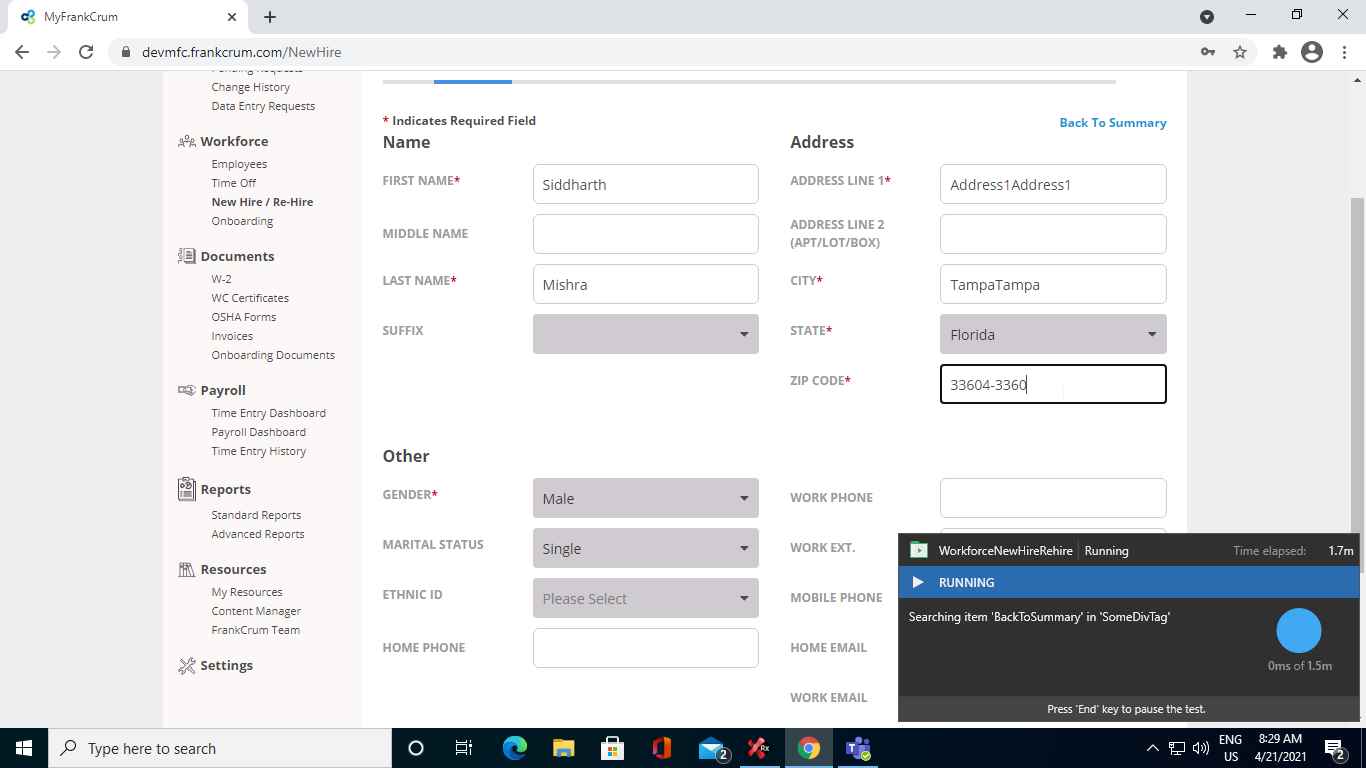 MyFrankCrum
devmfc.frankcrum.com/NewHire
Change History
Data Entry Requests
Workforce
Employees
Time Off
New Hire / Re-Hire
Onboarding
Documents
W-2
WC Certificates
OSHA Forms
Invoices
Onboarding Documents
Payroll
Time Entry Dashboard
Payroll Dashboard
Time Entry History
Reports
Standard Reports
Advanced Reports
Resources
My Resources
Content Manager
FrankCrum Team
Settings
* Indicates Required Field
Back To Summary
Name
FIRST NAME* Siddharth
MIDDLE NAME
LAST NAME* Mishra
SUFFIX
Address
ADDRESS LINE 1* Address1Address1
ADDRESS LINE 2
(APT/LOT/BOX)
CITY* TampaTampa
STATE* Florida
ZIP CODE* 33604-3360
Other
GENDER* Male
MARITAL STATUS Single
ETHNIC ID Please Select
HOME PHONE
WORK PHONE
WORK EXT.
MOBILE PHONE
HOME EMAIL
WORK EMAIL
WorkforceNewHireRehire Running Time elapsed: 1.7m
RUNNING
Searching item 'BackToSummary' in 'SomeDivTag'
0ms of 1.5m
Press 'End' key to pause the test.
Type here to search
2
Rx
ENG
US
8:29 AM
4/21/2021
2